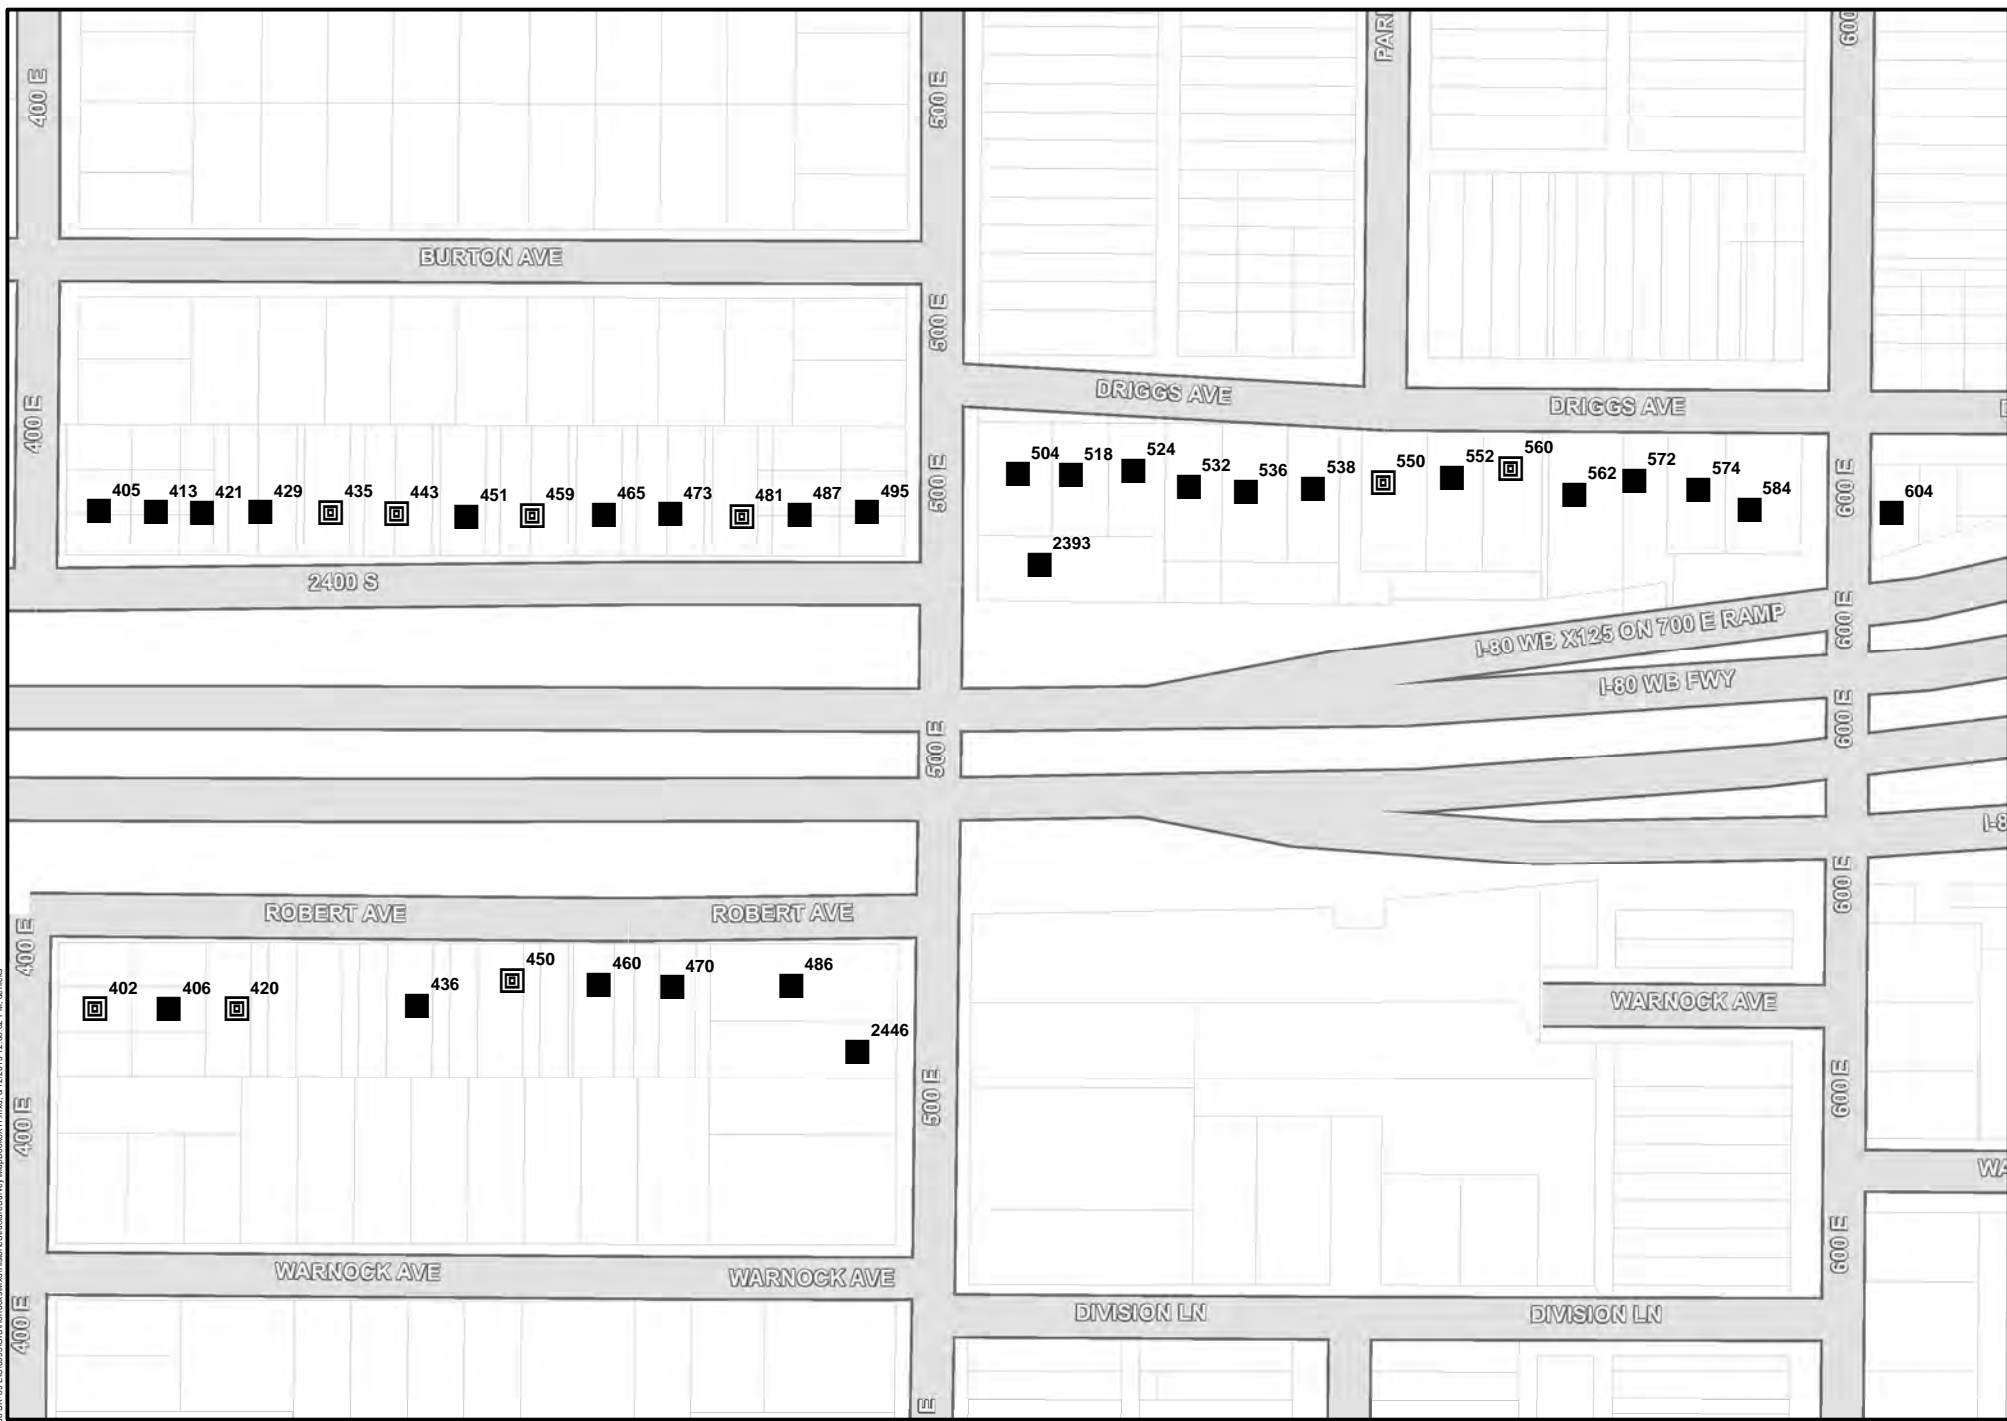 400 E
500 E
600
BURTON AVE
500 E
400 E
DRIGGS AVE
DRIGGS AVE
500 E
600 E
405
413
421
429
435
443
451
459
465
473
481
487
495
504
518
524
532
536
538
550
552
560
562
572
574
584
604
2393
2400 S
600 E
I-80 WB X125 ON 700 E RAMP
I-80 WB FWY
600 E
500 E
I-8
600 E
ROBERT AVE
ROBERT AVE
400 E
402
406
420
436
450
460
470
486
2446
WARNOCK AVE
400 E
500 E
600 E
WA
600 E
WARNOCK AVE
WARNOCK AVE
400 E
DIVISION LN
DIVISION LN
E